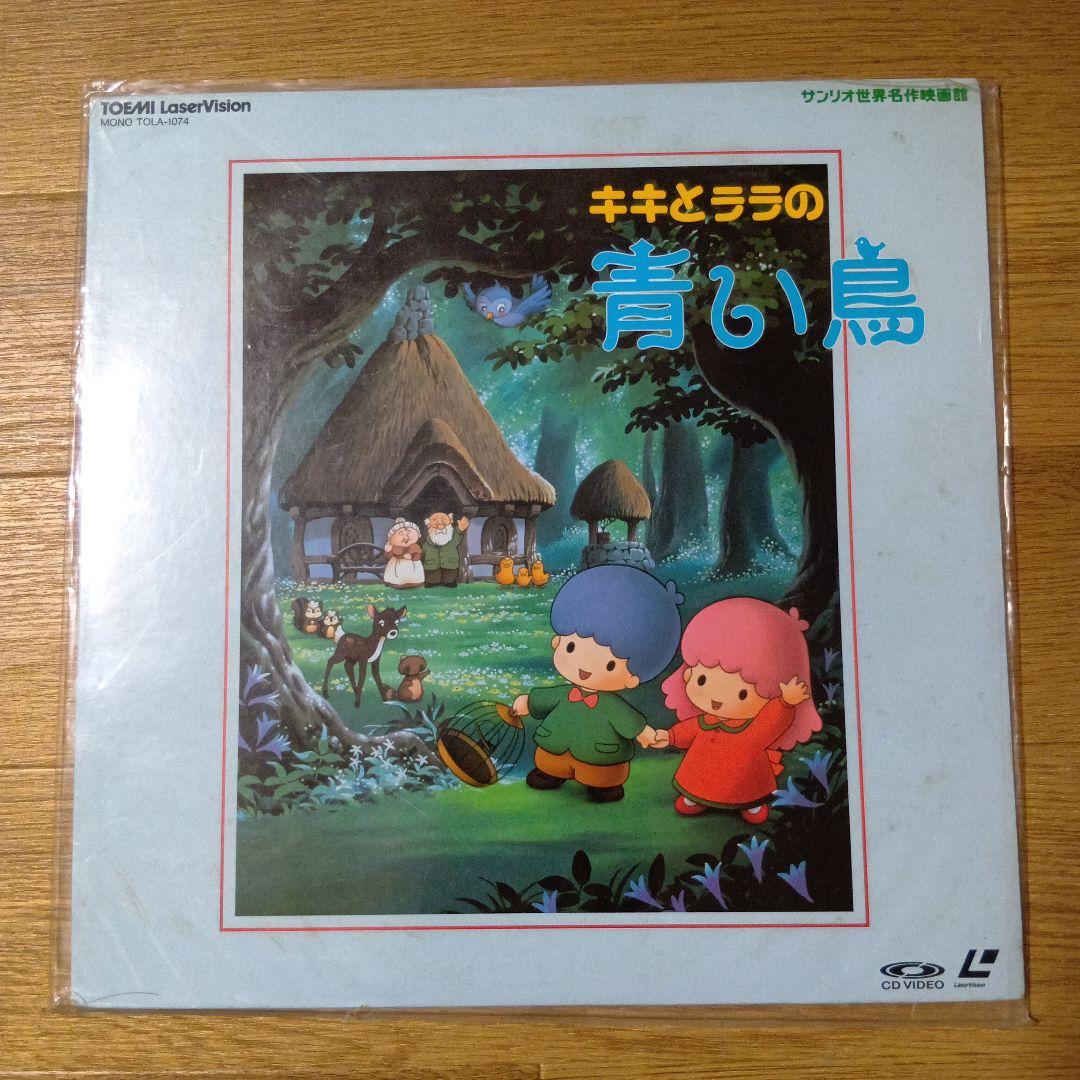 TOEMI LaserVision
MONO TOLA-1074
サンリオ世界名作映画館
キキとララの
青い鳥
CD VIDEO
LaserVision